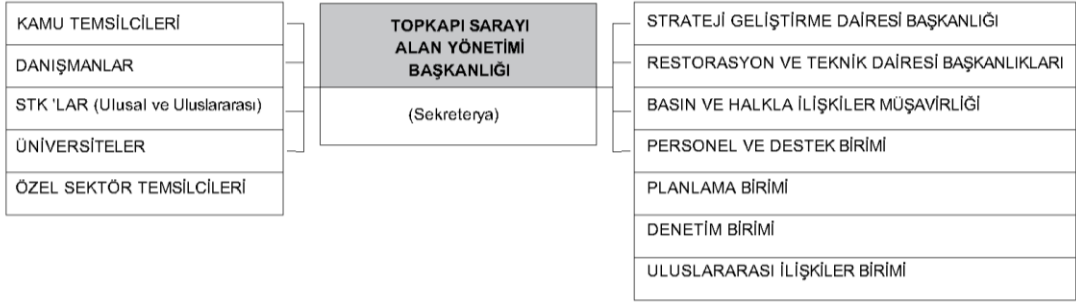 KAMU TEMSİLCİLERİ
DANIŞMANLAR
STK 'LAR (Ulusal ve Uluslararası)
ÜNİVERSİTELER
ÖZEL SEKTÖR TEMSİLCİLERİ
TOPKAPI SARAYI
ALAN YÖNETİMİ
BAŞKANLIĞI
(Sekreterya)
STRATEJİ GELİŞTİRME DAİRESİ BAŞKANLIĞI
RESTORASYON VE TEKNİK DAİRESİ BAŞKANLIKLARI
BASIN VE HALKLA İLİŞKİLER MÜŞAVİRLİĞİ
PERSONEL VE DESTEK BİRİMİ
PLANLAMA BİRİMİ
DENETİM BİRİMİ
ULUSLARARASI İLİŞKİLER BİRİMİ